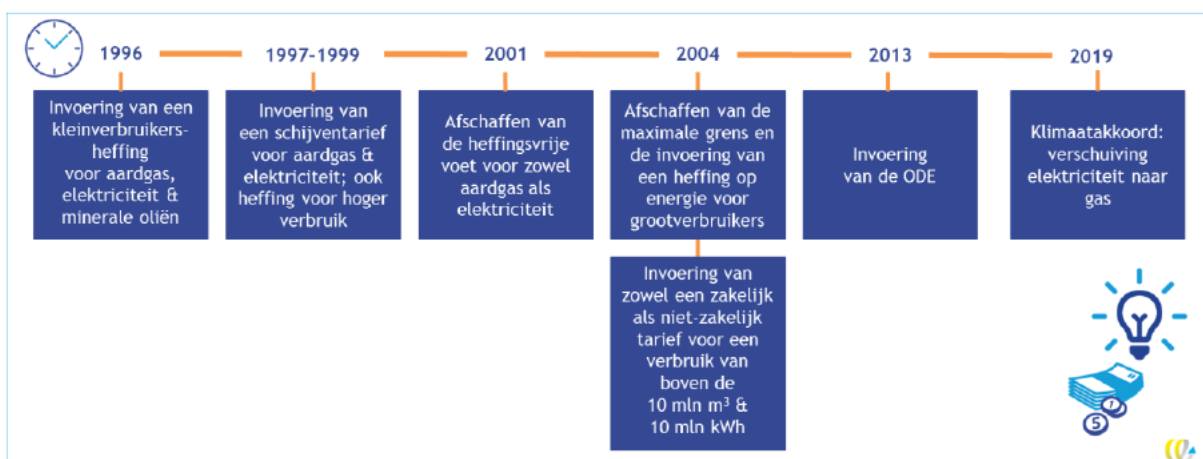 1996
Invoering van een
kleinverbruikers-
heffing
voor aardgas,
elektriciteit &
minerale oliën
1997-1999
Invoering van
een schijventarief
voor aardgas &
elektriciteit; ook
heffing voor hoger
verbruik
2001
Afschaffen van
de heffingsvrije
voet voor zowel
aardgas als
elektriciteit
2004
Afschaffen van de
maximale grens en
de invoering van
een heffing op
energie voor
grootverbruikers
Invoering van
zowel een zakelijk
als niet-zakelijk
tarief voor een
verbruik van
boven de
10 mln m³ &
10 mln kWh
2013
Invoering
van de ODE
2019
Klimaatakkoord:
verschuiving
elektriciteit naar
gas
1
5